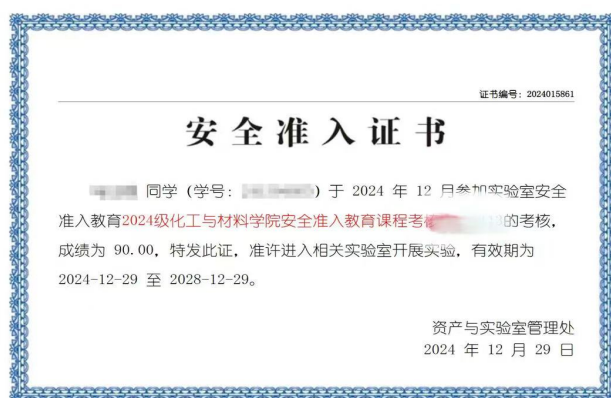 证书编号：2024015861
安全准入证书
同学（学号： ）于 2024 年 12 月参加实验室安全
准入教育2024级化工与材料学院安全准入教育课程考 的考核，
成绩为 90.00，特发此证，准许进入相关实验室开展实验，有效期为
2024-12-29 至 2028-12-29。
资产与实验室管理处
2024 年 12 月 29 日